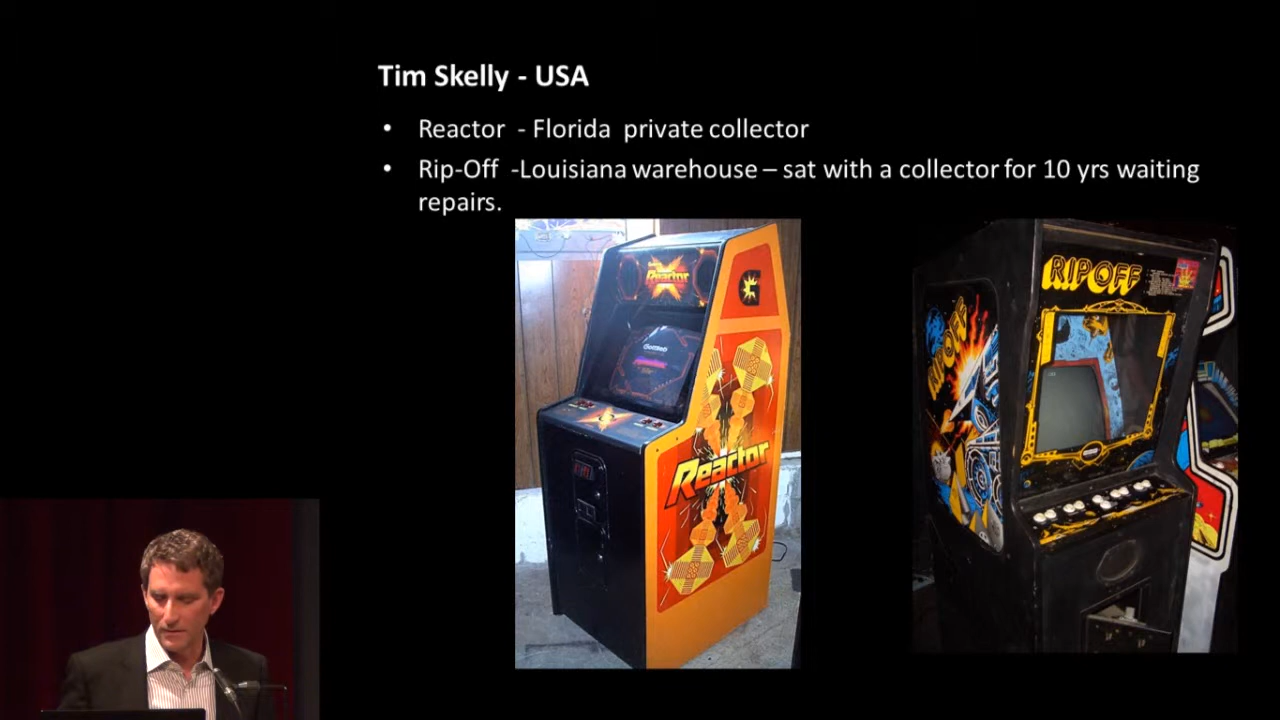 Tim Skelly - USA
• Reactor - Florida private collector
• Rip-Off -Louisiana warehouse – sat with a collector for 10 yrs waiting
repairs.
Reactor
G
Gottlieb
Reactor
RIP OFF
RIP OFF